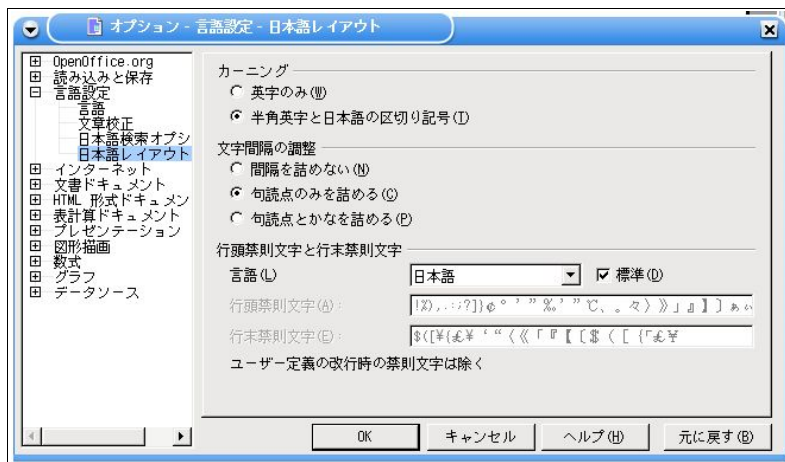 オプション - 言語設定 - 日本語レイアウト
OpenOffice.org
読み込みと保存
言語設定
言語
文章校正
日本語検索オプシ
日本語レイアウト
インターネット
文書ドキュメント
HTML 形式ドキュメン
表計算ドキュメント
プレゼンテーション
図形描画
数式
グラフ
データソース
カーニング
英字のみ(W)
半角英字と日本語の区切り記号(T)
文字間隔の調整
間隔を詰めない(N)
句読点のみを詰める(C)
句読点とかなを詰める(P)
行頭禁則文字と行末禁則文字
言語(L) 日本語 標準(D)
行頭禁則文字(A): !%),.:;?]}¢°’”‰′″℃、。々〉》」』】〕ぁぃ
行末禁則文字(E): $([¥{£¥‘“〈《「『【〔$([{「£¥
ユーザー定義の改行時の禁則文字は除く
OK キャンセル ヘルプ(H) 元に戻す(B)